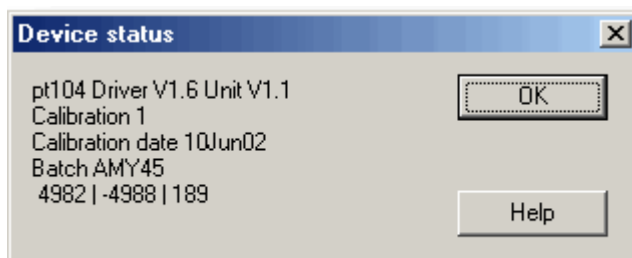 Device status
pt104 Driver V1.6 Unit V1.1
Calibration 1
Calibration date 10Jun02
Batch AMY45
4982 | -4988 | 189
OK
Help